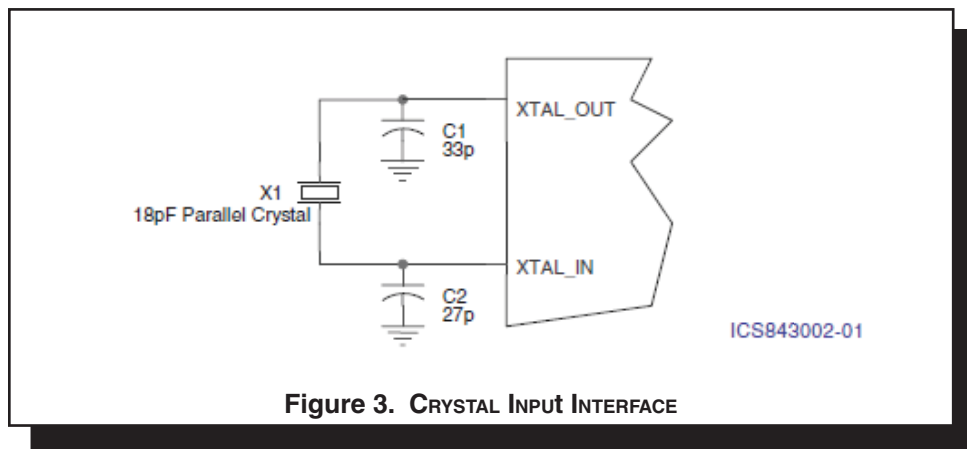 XTAL_OUT
C1
33p
X1
18pF Parallel Crystal
XTAL_IN
C2
27p
ICS843002-01
Figure 3. CRYSTAL INPUt INTERFACE